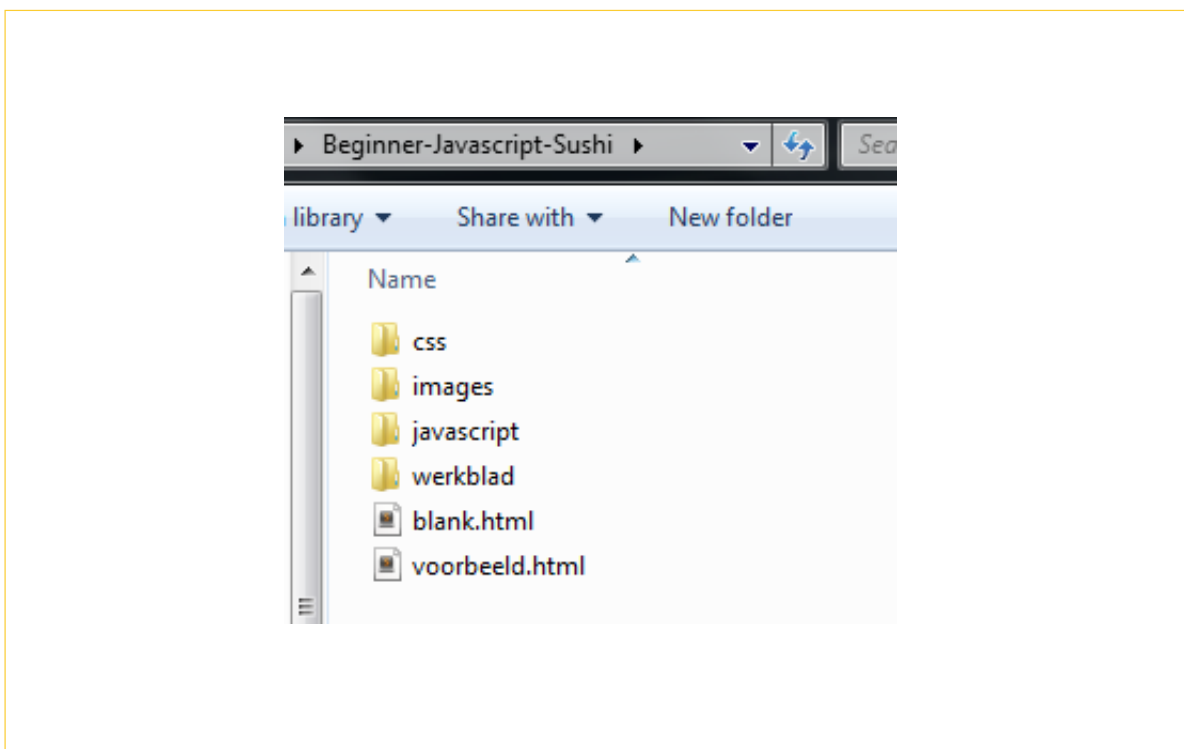 Beginner-Javascript-Sushi
library Share with New folder
Name
css
images
javascript
werkblad
blank.html
voorbeeld.html